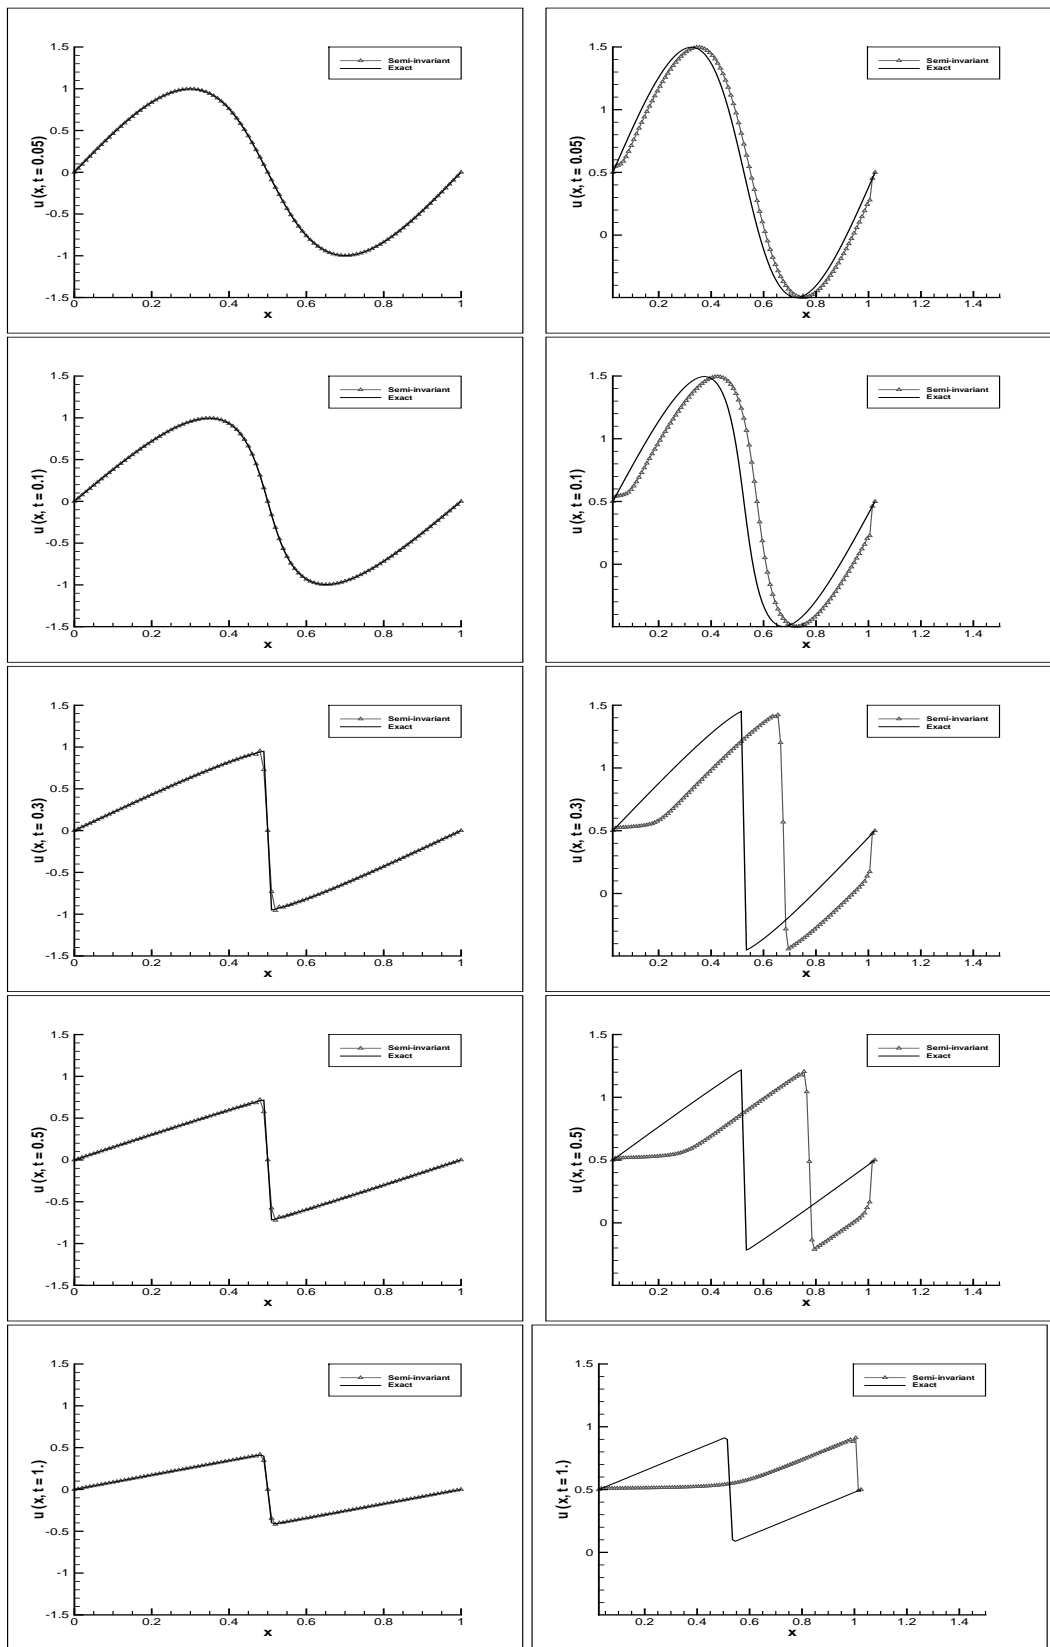 1.5
1
0.5
0
-0.5
-1
-1.5
0 0.2 0.4 0.6 0.8 1
x
u (x, t = 0.05)
Semi-invariant
Exact
1.5
1
0.5
0
0.2 0.4 0.6 0.8 1 1.2 1.4
x
u (x, t = 0.05)
Semi-invariant
Exact
1.5
1
0.5
0
-0.5
-1
-1.5
0 0.2 0.4 0.6 0.8 1
x
u (x, t = 0.1)
Semi-invariant
Exact
1.5
1
0.5
0
0.2 0.4 0.6 0.8 1 1.2 1.4
x
u (x, t = 0.1)
Semi-invariant
Exact
1.5
1
0.5
0
-0.5
-1
-1.5
0 0.2 0.4 0.6 0.8 1
x
u (x, t = 0.3)
Semi-invariant
Exact
1.5
1
0.5
0
0.2 0.4 0.6 0.8 1 1.2 1.4
x
u (x, t = 0.3)
Semi-invariant
Exact
1.5
1
0.5
0
-0.5
-1
-1.5
0 0.2 0.4 0.6 0.8 1
x
u (x, t = 0.5)
Semi-invariant
Exact
1.5
1
0.5
0
0.2 0.4 0.6 0.8 1 1.2 1.4
x
u (x, t = 0.5)
Semi-invariant
Exact
1.5
1
0.5
0
-0.5
-1
-1.5
0 0.2 0.4 0.6 0.8 1
x
u (x, t = 1.)
Semi-invariant
Exact
1.5
1
0.5
0
0.2 0.4 0.6 0.8 1 1.2 1.4
x
u (x, t = 1.)
Semi-invariant
Exact